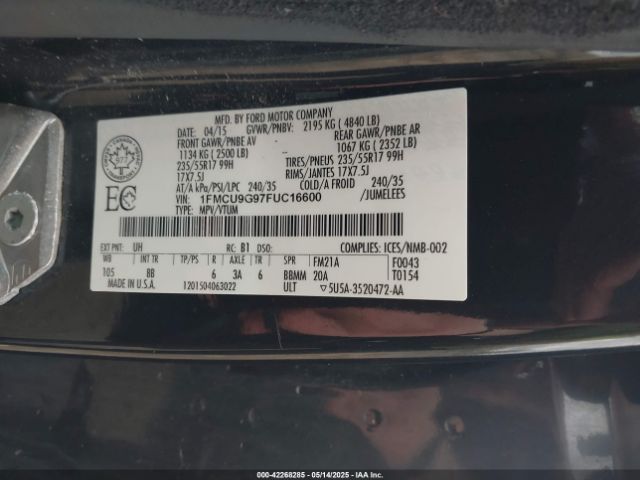 MFD. BY FORD MOTOR COMPANY
DATE: 04/15 GVWR/PNBV: 2195 KG ( 4840 LB)
FRONT GAWR/PNBE AV REAR GAWR/PNBE AR
1134 KG ( 2500 LB) 1067 KG ( 2352 LB)
235/55R17 99H TIRES/PNEUS 235/55R17 99H
17X7.5J RIMS/JANTES 17X7.5J
AT/A kPa/PSI/LPC 240/35 COLD/A FROID 240/35
VIN: 1FMCU9G97FUC16600 /JUMELEES
TYPE: MPV/VTUM
EC
EXT PNT: UH RC: B1 DSO: COMPLIES: ICES/NMB-002
WB INT TR TP/PS R AXLE TR SPR FM21A F0043
105 8B 6 3A 6 BBMM 20A T0154
MADE IN U.S.A. 1201504063022 ULT 5U5A-3520472-AA
000-42268285 - 05/14/2025 - IAAI.COM